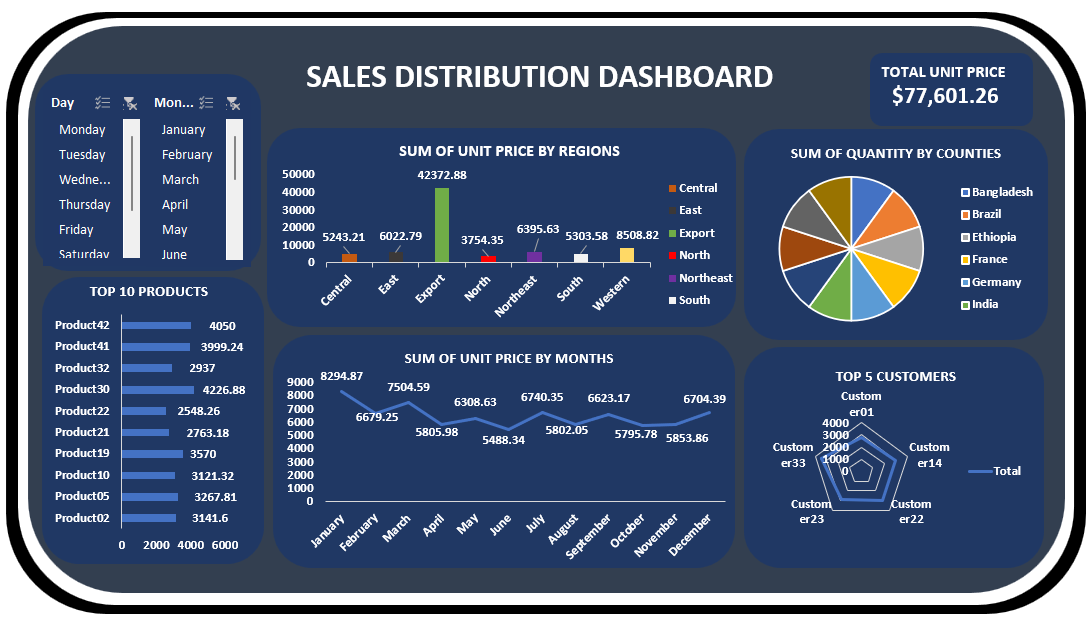 SALES DISTRIBUTION DASHBOARD
TOTAL UNIT PRICE
$77,601.26
Day
Monday
Tuesday
Wedne...
Thursday
Friday
Saturday
Mon...
January
February
March
April
May
June
SUM OF UNIT PRICE BY REGIONS
50000
40000
30000
20000
10000
0
5243.21
6022.79
42372.88
3754.35
6395.63
5303.58
8508.82
Central
East
Export
North
Northeast
South
Western
Central
East
Export
North
Northeast
South
SUM OF QUANTITY BY COUNTIES
Bangladesh
Brazil
Ethiopia
France
Germany
India
TOP 10 PRODUCTS
Product42 4050
Product41 3999.24
Product32 2937
Product30 4226.88
Product22 2548.26
Product21 2763.18
Product19 3570
Product10 3121.32
Product05 3267.81
Product02 3141.6
0 2000 4000 6000
SUM OF UNIT PRICE BY MONTHS
9000
8000
7000
6000
5000
4000
3000
2000
1000
0
8294.87
6679.25
7504.59
5805.98
6308.63
5488.34
6740.35
5802.05
6623.17
5795.78
5853.86
6704.39
January
February
March
April
May
June
July
August
September
October
November
December
TOP 5 CUSTOMERS
Custom
er01
4000
3000
2000
1000
0
Custom
er14
Custom
er22
Custom
er23
Custom
er33
Total